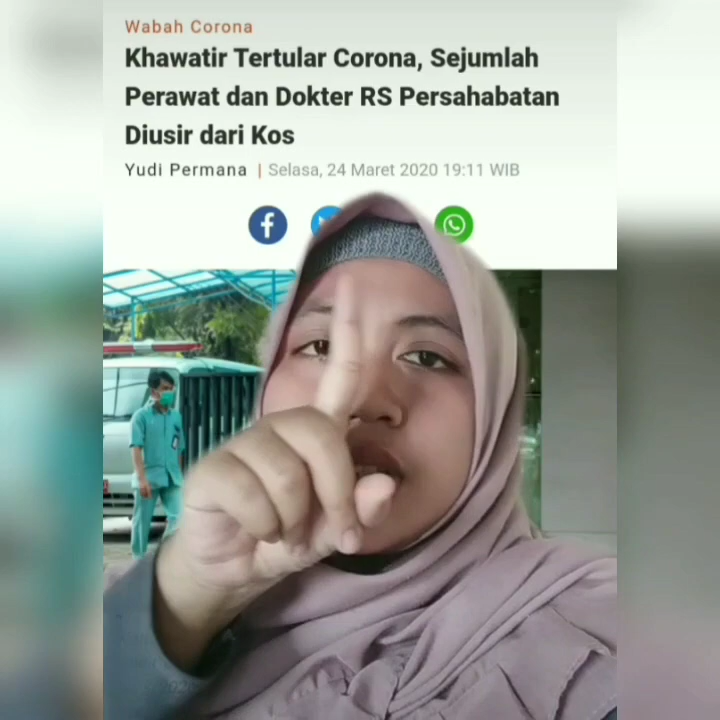 Wabah Corona
Khawatir Tertular Corona, Sejumlah
Perawat dan Dokter RS Persahabatan
Diusir dari Kos
Yudi Permana | Selasa, 24 Maret 2020 19:11 WIB